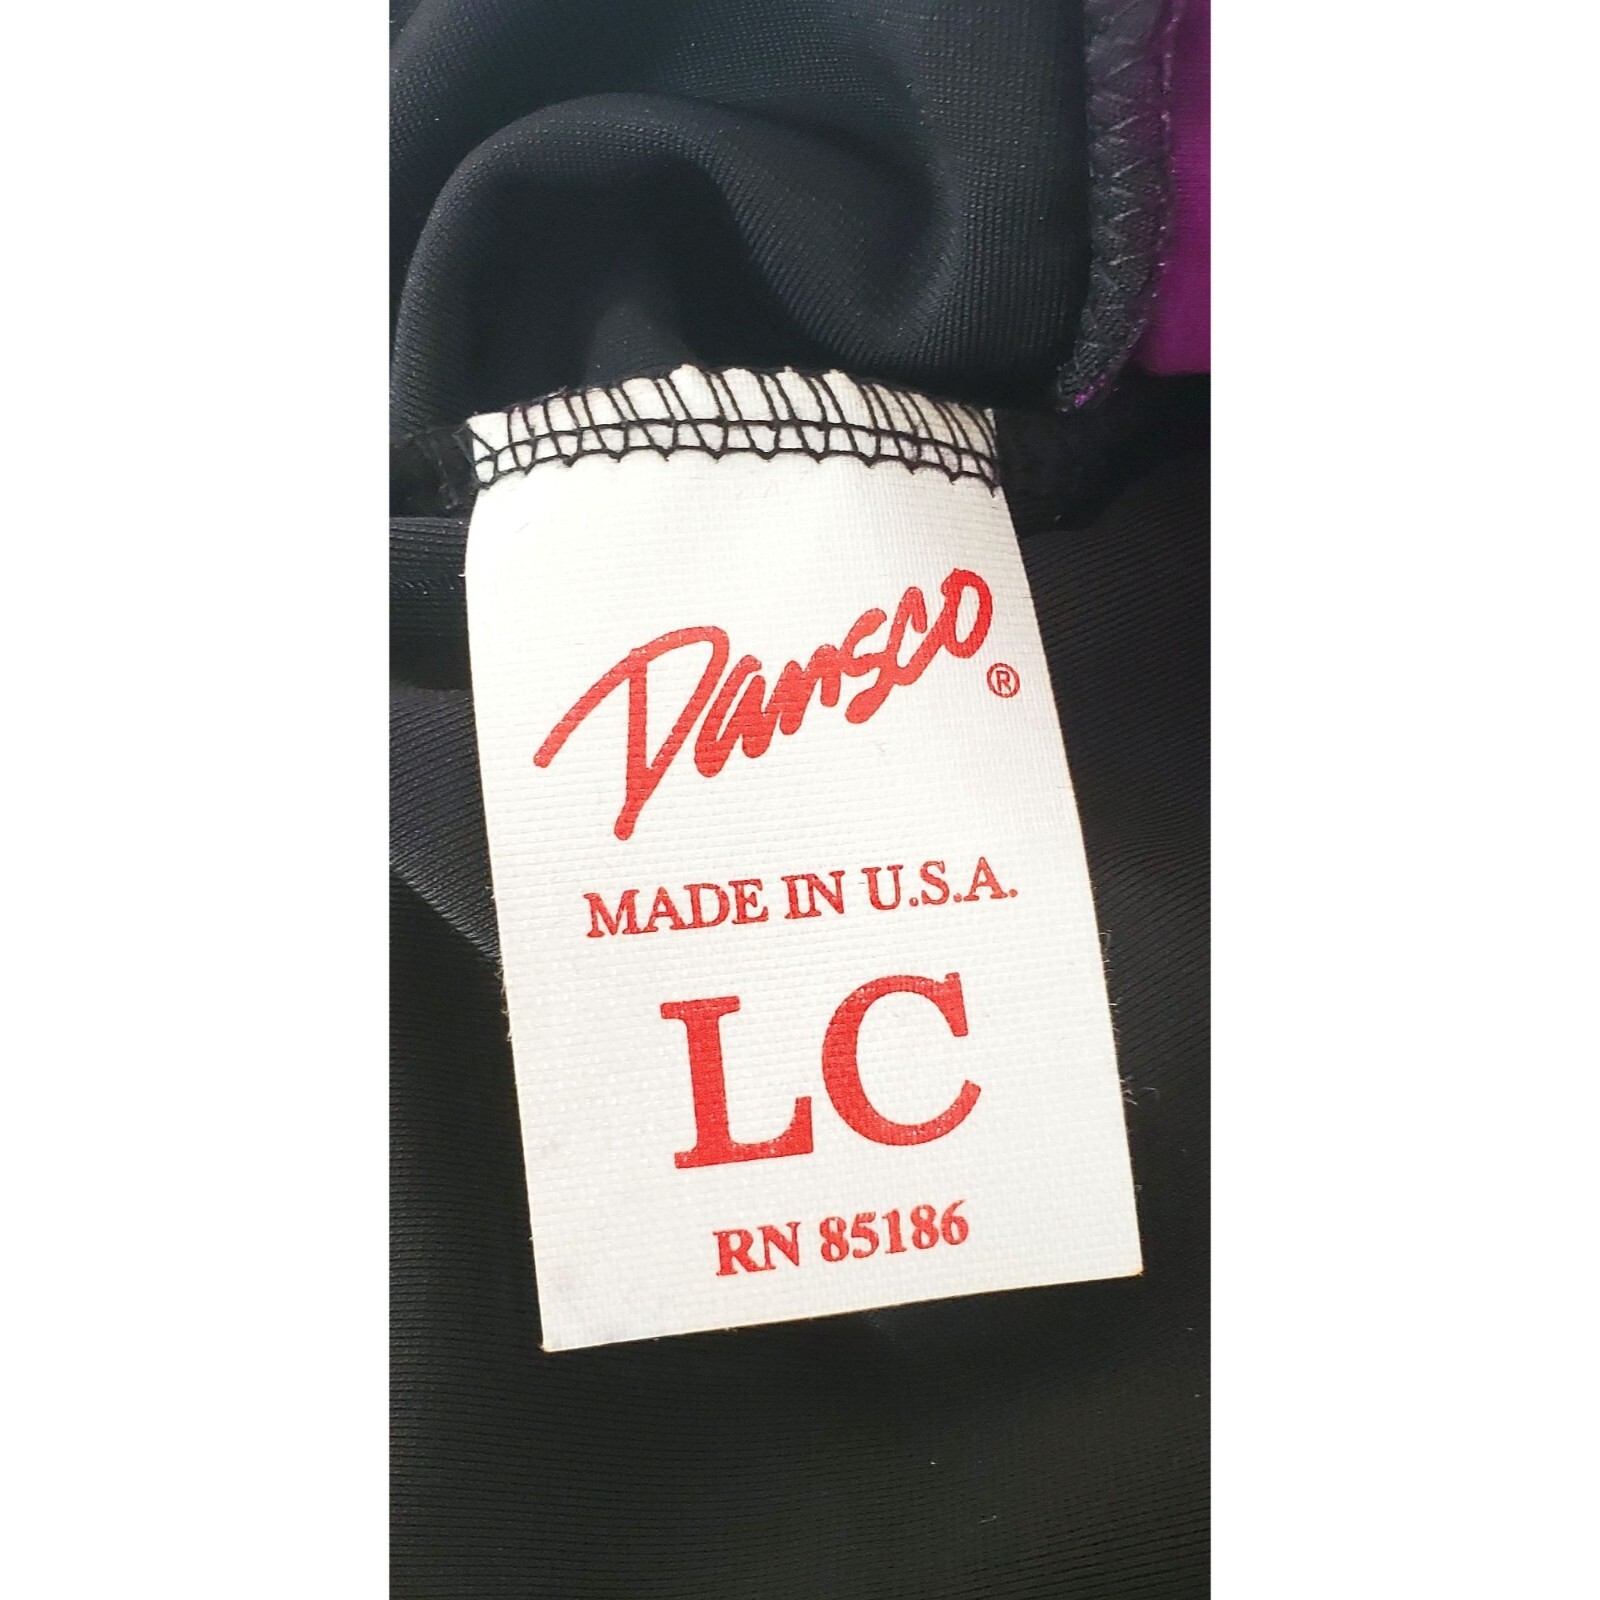 Dansco®
MADE IN U.S.A.
LC
RN 85186